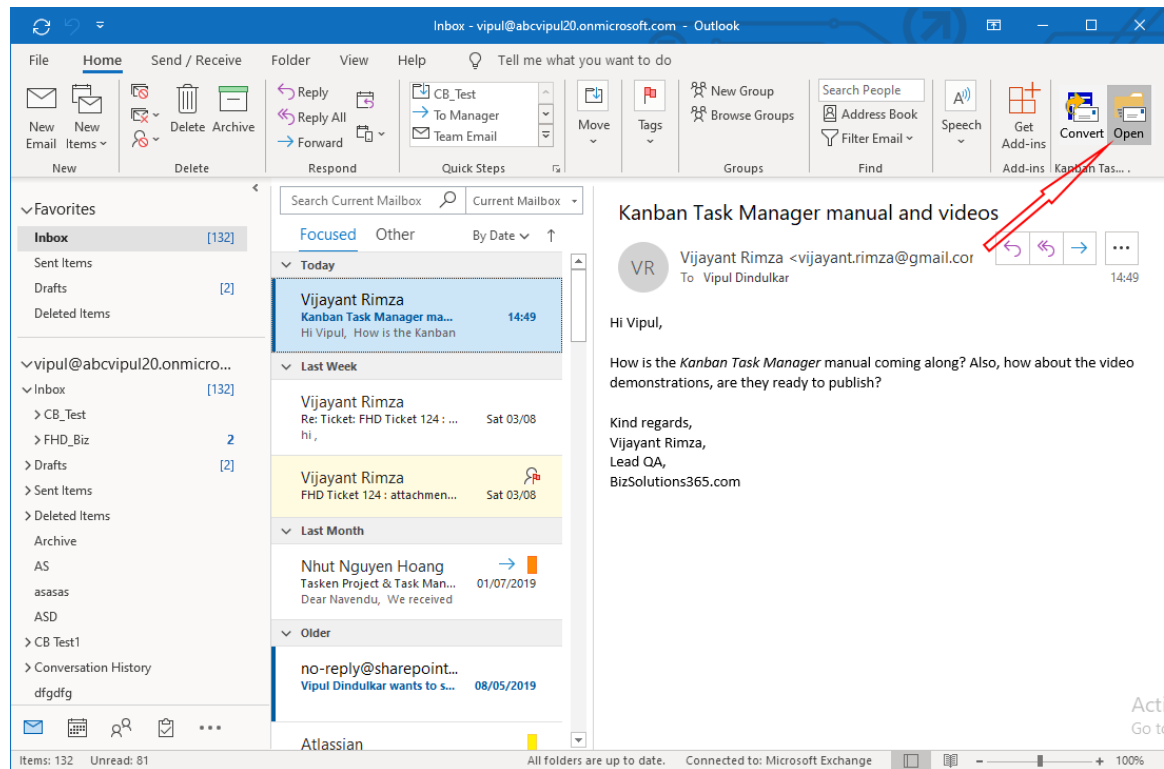 Inbox - vipul@abcvipul20.onmicrosoft.com - Outlook
File Home Send / Receive Folder View Help Tell me what you want to do
New Email
New Items
New
Delete Archive
Delete
Reply
Reply All
Forward
Respond
CB_Test
To Manager
Team Email
Quick Steps
Move
Tags
New Group
Browse Groups
Groups
Search People
Address Book
Filter Email
Find
Speech
Get Add-ins
Add-ins
Convert Open
Kanban Tas... .
Favorites
Inbox [132]
Sent Items
Drafts [2]
Deleted Items
vipul@abcvipul20.onmicro...
Inbox [132]
CB_Test
FHD_Biz 2
Drafts [2]
Sent Items
Deleted Items
Archive
AS
asasas
ASD
CB Test1
Conversation History
dfgdfg
Search Current Mailbox Current Mailbox
Focused Other By Date
Today
Vijayant Rimza
Kanban Task Manager ma... 14:49
Hi Vipul, How is the Kanban
Last Week
Vijayant Rimza
Re: Ticket: FHD Ticket 124 : ... Sat 03/08
hi ,
Vijayant Rimza
FHD Ticket 124 : attachmen... Sat 03/08
Last Month
Nhut Nguyen Hoang
Tasken Project & Task Man... 01/07/2019
Dear Navendu, We received
Older
no-reply@sharepoint...
Vipul Dindulkar wants to s... 08/05/2019
Atlassian
Kanban Task Manager manual and videos
VR
Vijayant Rimza <vijayant.rimza@gmail.cor
To Vipul Dindulkar 14:49
Hi Vipul,
How is the Kanban Task Manager manual coming along? Also, how about the video
demonstrations, are they ready to publish?
Kind regards,
Vijayant Rimza,
Lead QA,
BizSolutions365.com
Acti
Go to
Items: 132 Unread: 81 All folders are up to date. Connected to: Microsoft Exchange 100%